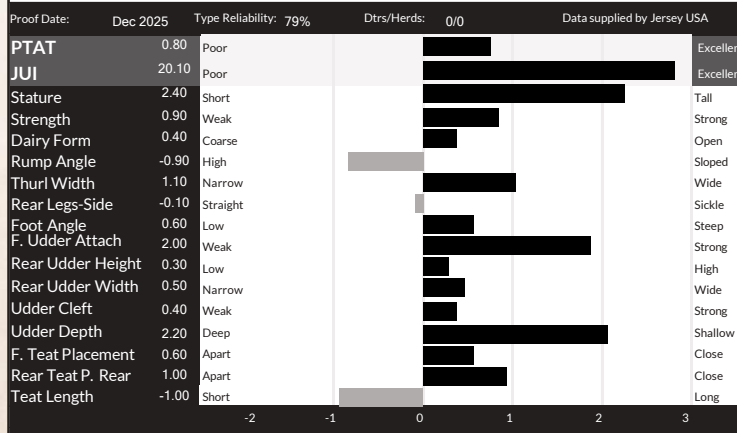 Proof Date: Dec 2025 Type Reliability: 79% Dtrs/Herds: 0/0 Data supplied by Jersey USA
PTAT 0.80 Poor Excellen
JUI 20.10 Poor Excellen
Stature 2.40 Short Tall
Strength 0.90 Weak Strong
Dairy Form 0.40 Coarse Open
Rump Angle -0.90 High Sloped
Thurl Width 1.10 Narrow Wide
Rear Legs-Side -0.10 Straight Sickle
Foot Angle 0.60 Low Steep
F. Udder Attach 2.00 Weak Strong
Rear Udder Height 0.30 Low High
Rear Udder Width 0.50 Narrow Wide
Udder Cleft 0.40 Weak Strong
Udder Depth 2.20 Deep Shallow
F. Teat Placement 0.60 Apart Close
Rear Teat P. Rear 1.00 Apart Close
Teat Length -1.00 Short Long
-2 -1 0 1 2 3